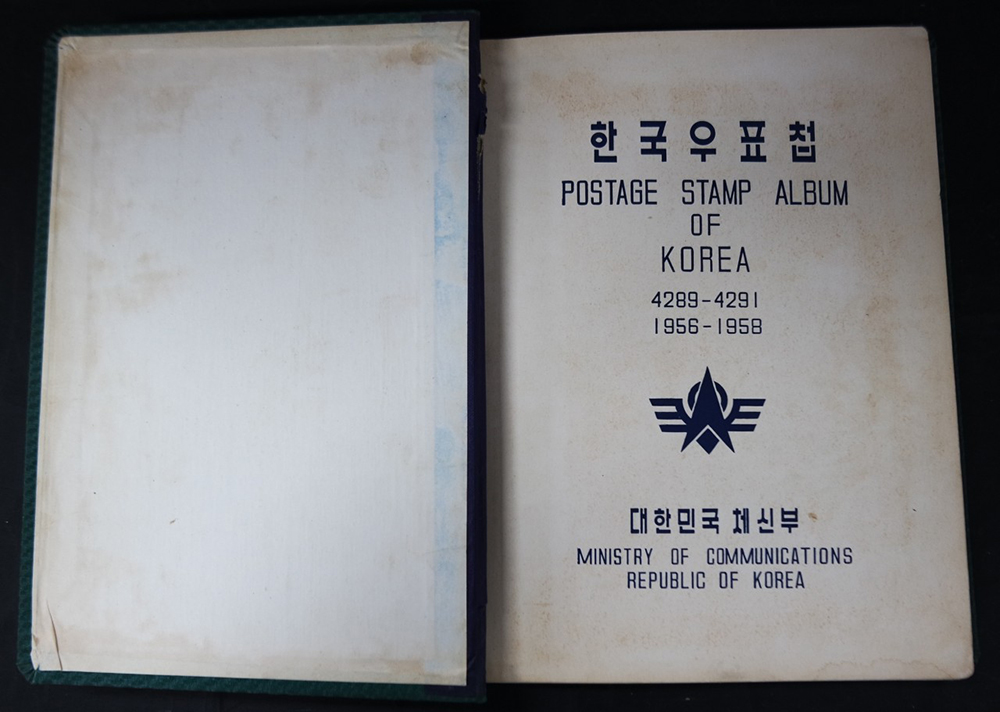 한국우표첩
POSTAGE STAMP ALBUM
OF
KOREA
4289-4291
1956-1958
대한민국 체신부
MINISTRY OF COMMUNICATIONS
REPUBLIC OF KOREA